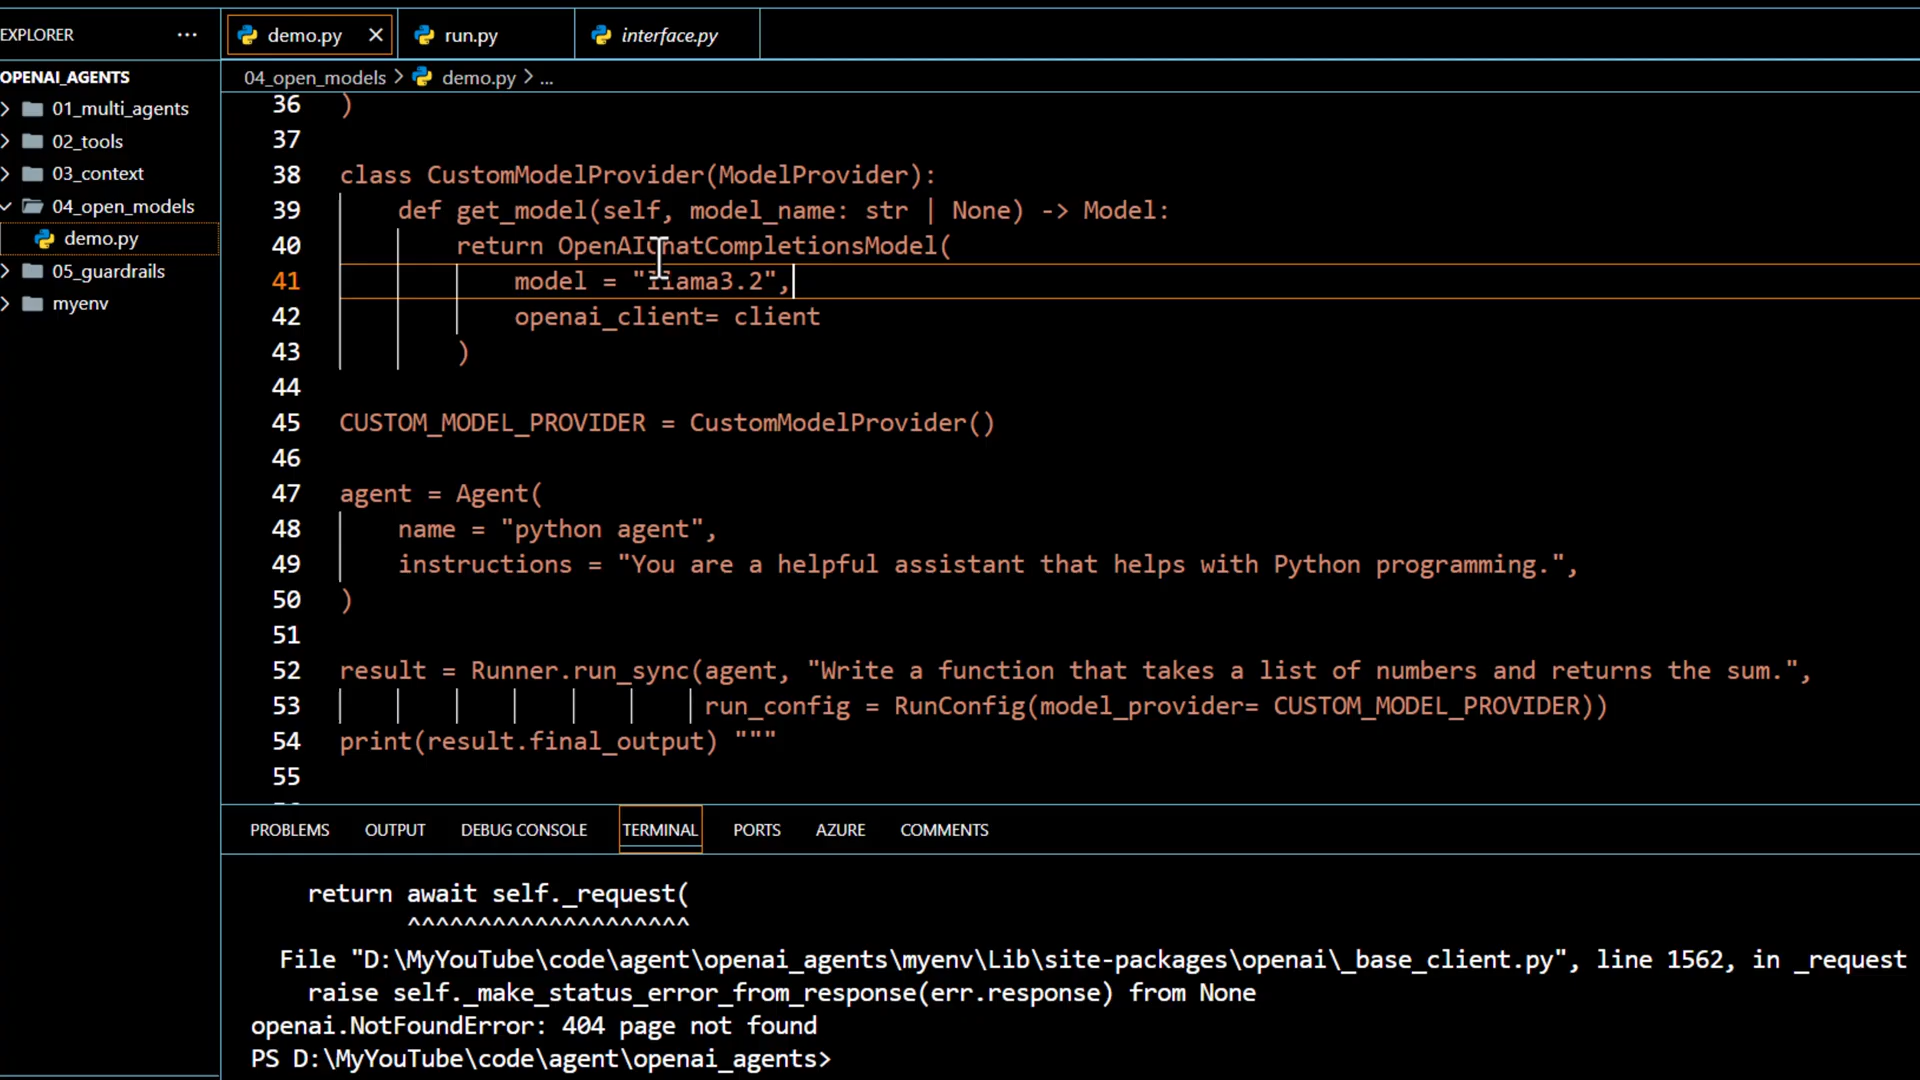 EXPLORER
...
demo.py
run.py
interface.py
OPENAI_AGENTS
01_multi_agents
02_tools
03_context
04_open_models
demo.py
05_guardrails
myenv
04_open_models > demo.py > ...
36 )
37
38 class CustomModelProvider(ModelProvider):
39     def get_model(self, model_name: str | None) -> Model:
40         return OpenAIChatCompletionsModel(
41             model = "llama3.2",
42             openai_client= client
43         )
44
45 CUSTOM_MODEL_PROVIDER = CustomModelProvider()
46
47 agent = Agent(
48     name = "python agent",
49     instructions = "You are a helpful assistant that helps with Python programming.",
50 )
51
52 result = Runner.run_sync(agent, "Write a function that takes a list of numbers and returns the sum.",
53                          run_config = RunConfig(model_provider= CUSTOM_MODEL_PROVIDER))
54 print(result.final_output) """
55
PROBLEMS OUTPUT DEBUG CONSOLE TERMINAL PORTS AZURE COMMENTS
    return await self._request(
           ^^^^^^^^^^^^^^^^^^^^
  File "D:\MyYouTube\code\agent\openai_agents\myenv\Lib\site-packages\openai\_base_client.py", line 1562, in _request
    raise self._make_status_error_from_response(err.response) from None
openai.NotFoundError: 404 page not found
PS D:\MyYouTube\code\agent\openai_agents>